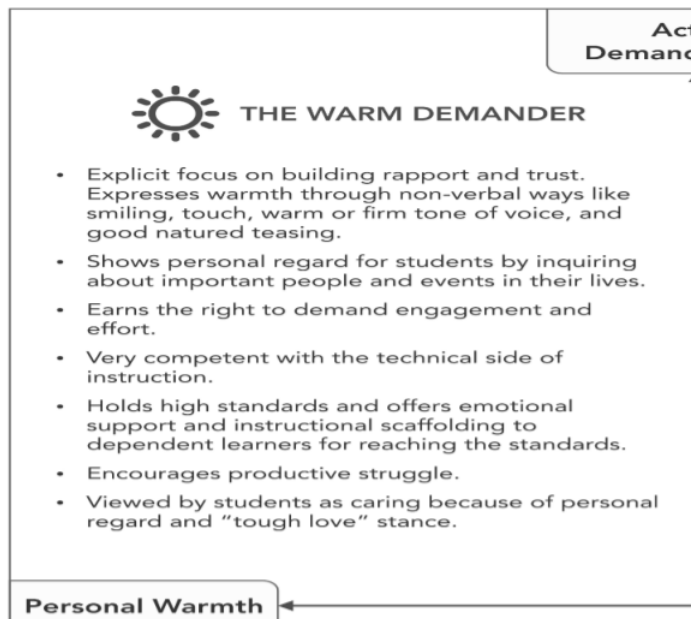 Demand
THE WARM DEMANDER
• Explicit focus on building rapport and trust.
Expresses warmth through non-verbal ways like
smiling, touch, warm or firm tone of voice, and
good natured teasing.
• Shows personal regard for students by inquiring
about important people and events in their lives.
• Earns the right to demand engagement and
effort.
• Very competent with the technical side of
instruction.
• Holds high standards and offers emotional
support and instructional scaffolding to
dependent learners for reaching the standards.
• Encourages productive struggle.
• Viewed by students as caring because of personal
regard and “tough love” stance.
Personal Warmth